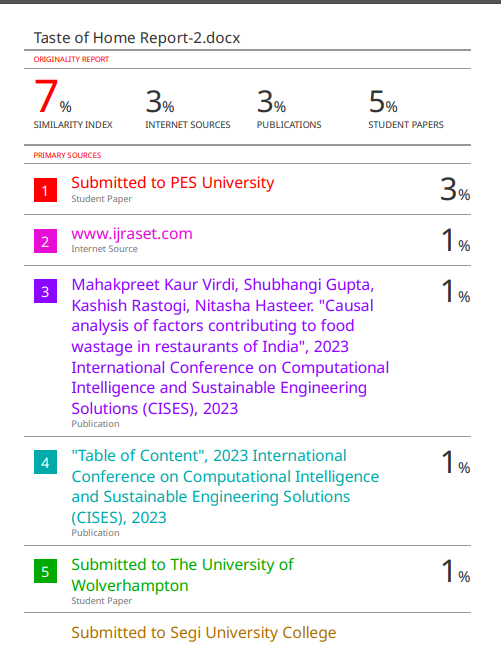 Taste of Home Report-2.docx
ORIGINALITY REPORT
7% 3% 3% 5%
SIMILARITY INDEX INTERNET SOURCES PUBLICATIONS STUDENT PAPERS
PRIMARY SOURCES
1 Submitted to PES University 3%
Student Paper
2 www.ijraset.com 1%
Internet Source
3 Mahakpreet Kaur Virdi, Shubhangi Gupta, 1%
Kashish Rastogi, Nitasha Hasteer. "Causal
analysis of factors contributing to food
wastage in restaurants of India", 2023
International Conference on Computational
Intelligence and Sustainable Engineering
Solutions (CISES), 2023
Publication
4 "Table of Content", 2023 International 1%
Conference on Computational Intelligence
and Sustainable Engineering Solutions
(CISES), 2023
Publication
5 Submitted to The University of 1%
Wolverhampton
Student Paper
Submitted to Segi University College